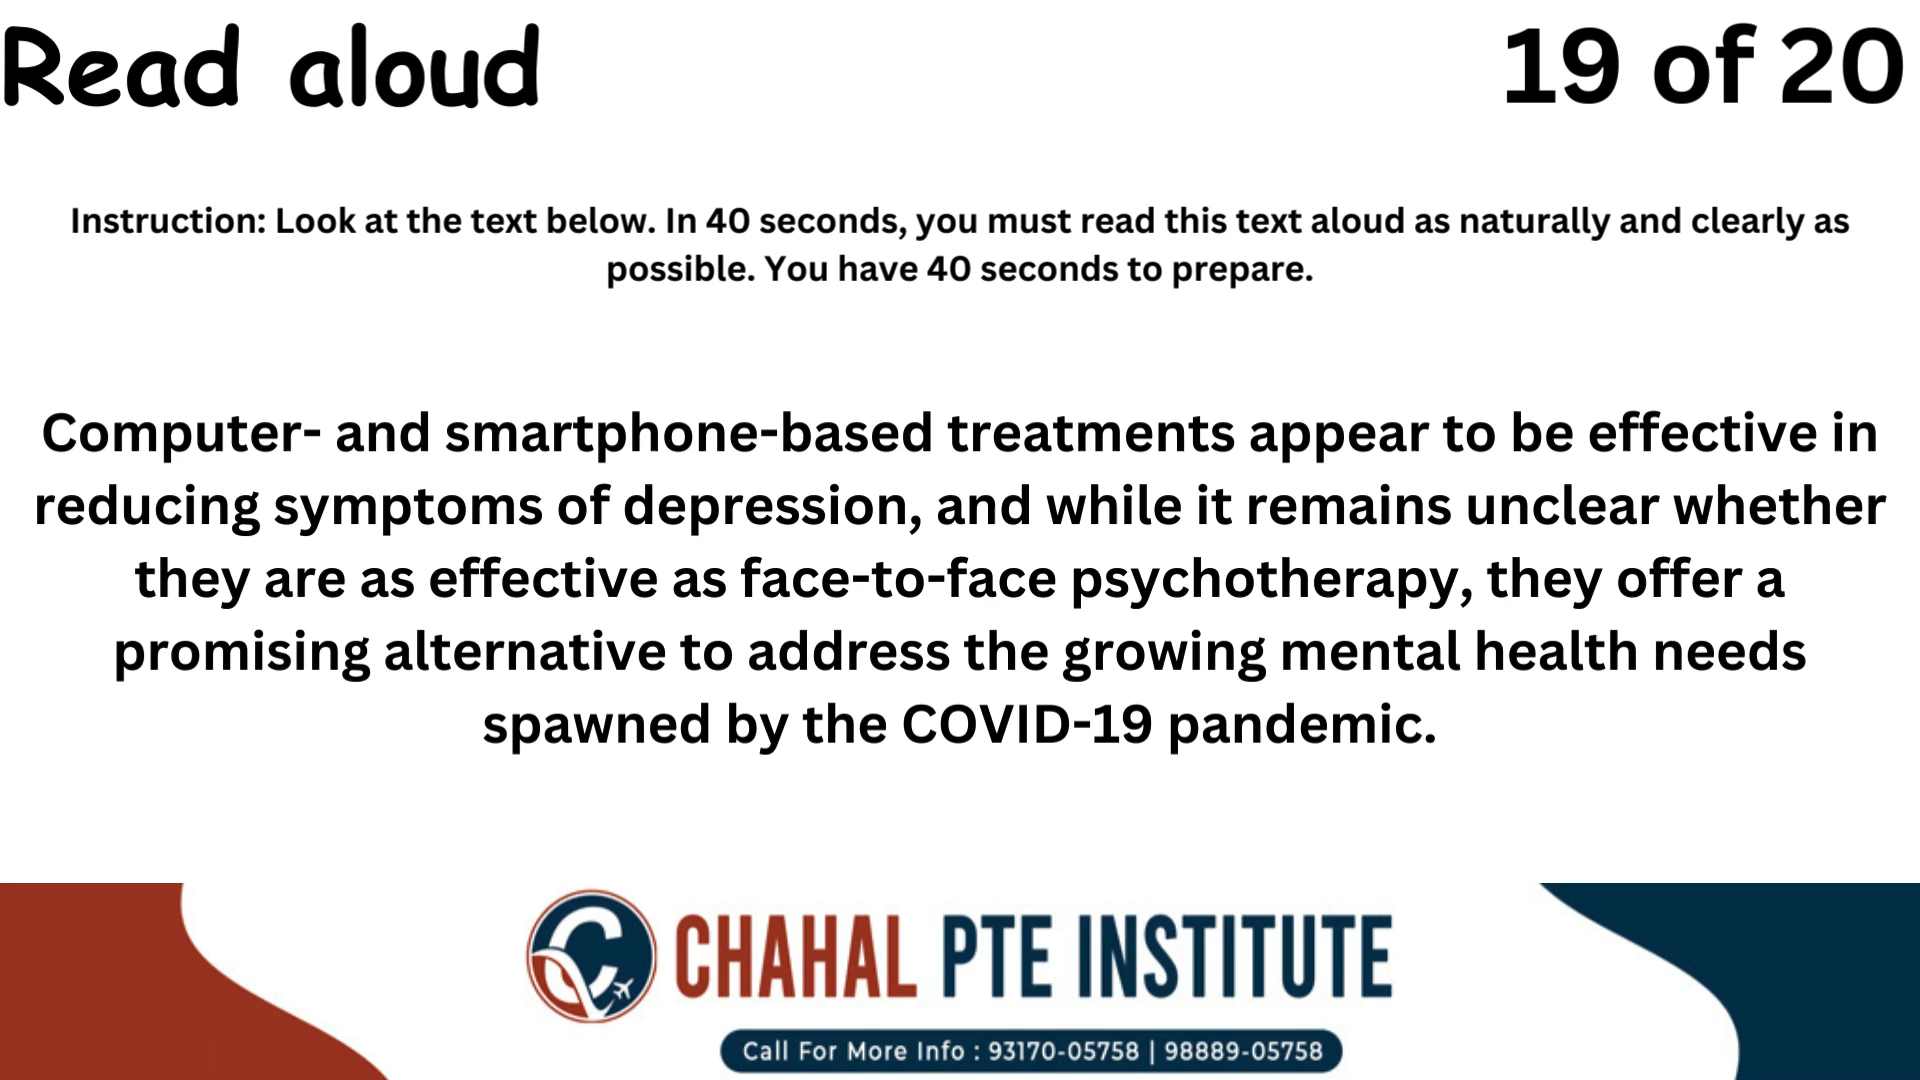 Read aloud
19 of 20
Instruction: Look at the text below. In 40 seconds, you must read this text aloud as naturally and clearly as
possible. You have 40 seconds to prepare.
Computer- and smartphone-based treatments appear to be effective in
reducing symptoms of depression, and while it remains unclear whether
they are as effective as face-to-face psychotherapy, they offer a
promising alternative to address the growing mental health needs
spawned by the COVID-19 pandemic.
CHAHAL PTE INSTITUTE
Call For More Info : 93170-05758 | 98889-05758